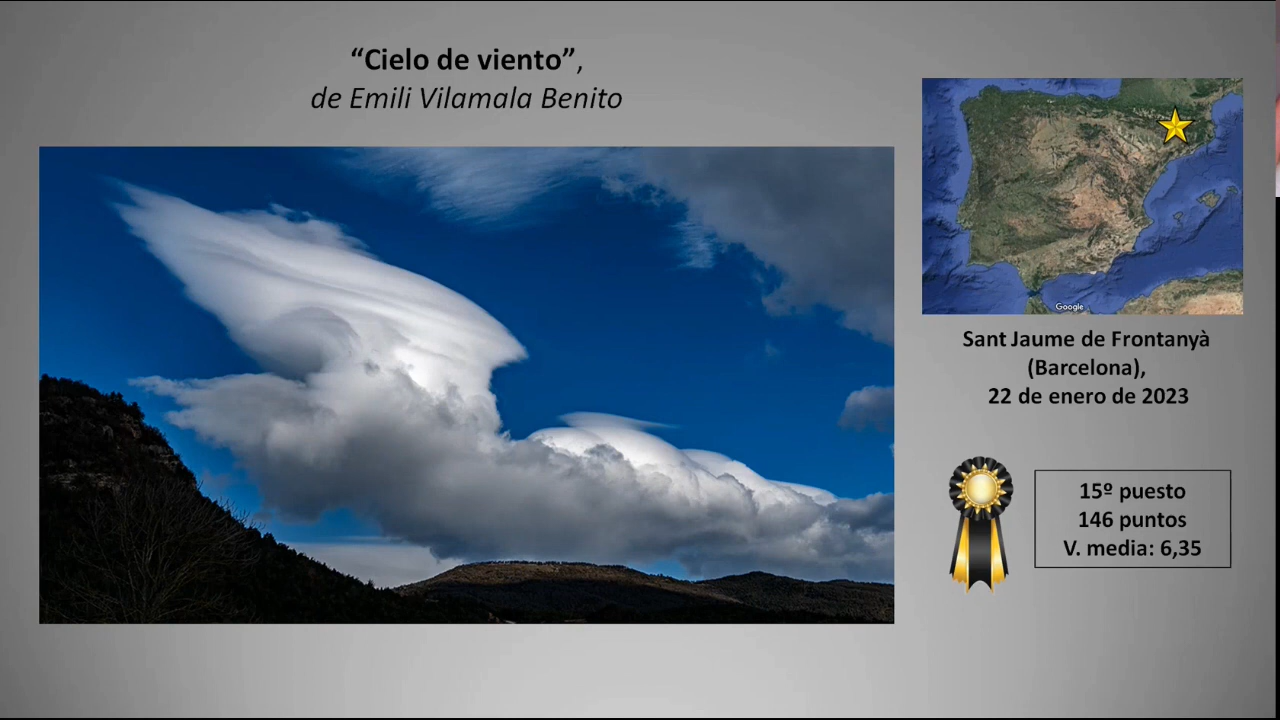 “Cielo de viento”,
de Emili Vilamala Benito
Google
Sant Jaume de Frontanyà
(Barcelona),
22 de enero de 2023
15º puesto
146 puntos
V. media: 6,35